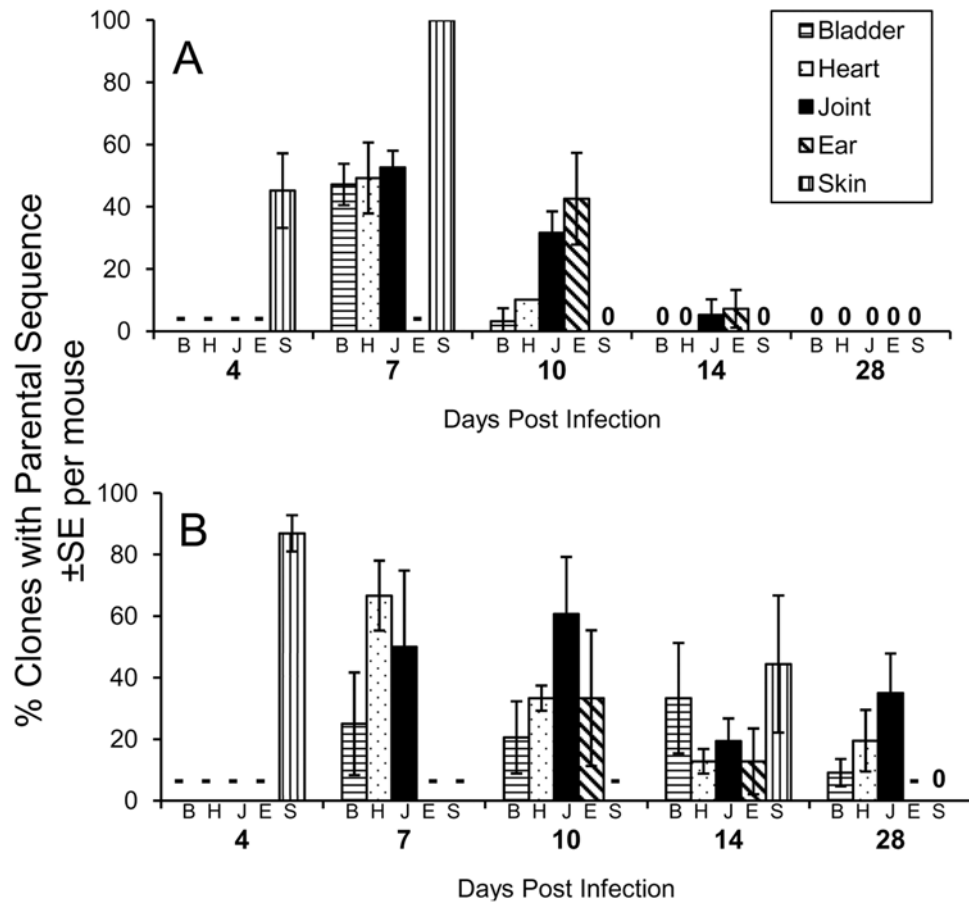 % Clones with Parental Sequence
±SE per mouse
A
100
80
60
40
20
0
Bladder
Heart
Joint
Ear
Skin
- - - - - 0 0 0 0 0 0 0 0 0
B H J E S B H J E S B H J E S B H J E S B H J E S
4 7 10 14 28
Days Post Infection
B
100
80
60
40
20
0
- - - - - - - - 0
B H J E S B H J E S B H J E S B H J E S B H J E S
4 7 10 14 28
Days Post Infection